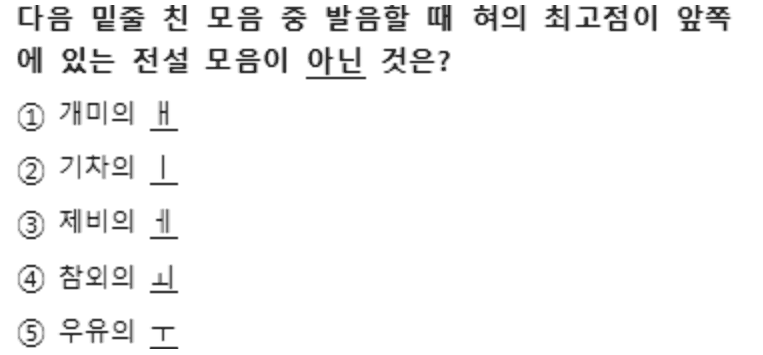 다음 밑줄 친 모음 중 발음할 때 혀의 최고점이 앞쪽
에 있는 전설 모음이 아닌 것은?
① 개미의 ㅐ
② 기차의 ㅣ
③ 제비의 ㅔ
④ 참외의 ㅚ
⑤ 우유의 ㅜ